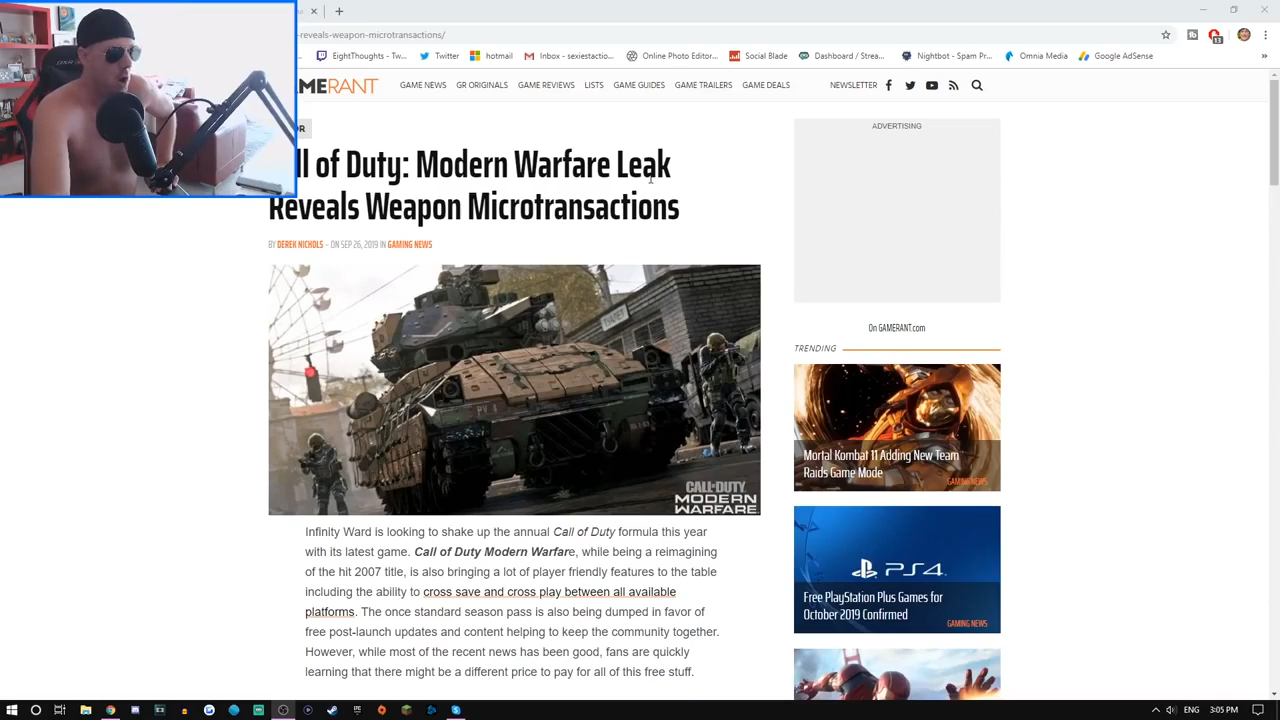 -reveals-weapon-microtransactions/
EightThoughts - Tw... Twitter hotmail Inbox - sexiestactio... Online Photo Editor... Social Blade Dashboard / Strea... Nightbot - Spam Pr... Omnia Media Google AdSense »
MERANT GAME NEWS GR ORIGINALS GAME REVIEWS LISTS GAME GUIDES GAME TRAILERS GAME DEALS NEWSLETTER
OR
ll of Duty: Modern Warfare Leak
Reveals Weapon Microtransactions
BY DEREK NICHOLS - ON SEP 26, 2019 IN GAMING NEWS
CALL OF DUTY
MODERN
WARFARE
Infinity Ward is looking to shake up the annual Call of Duty formula this year
with its latest game. Call of Duty Modern Warfare, while being a reimagining
of the hit 2007 title, is also bringing a lot of player friendly features to the table
including the ability to cross save and cross play between all available
platforms. The once standard season pass is also being dumped in favor of
free post-launch updates and content helping to keep the community together.
However, while most of the recent news has been good, fans are quickly
learning that there might be a different price to pay for all of this free stuff.
ADVERTISING
On GAMERANT.com
TRENDING
Mortal Kombat 11 Adding New Team
Raids Game Mode
GAMING NEWS
PS4
Free PlayStation Plus Games for
October 2019 Confirmed
GAMING NEWS
ENG 3:05 PM